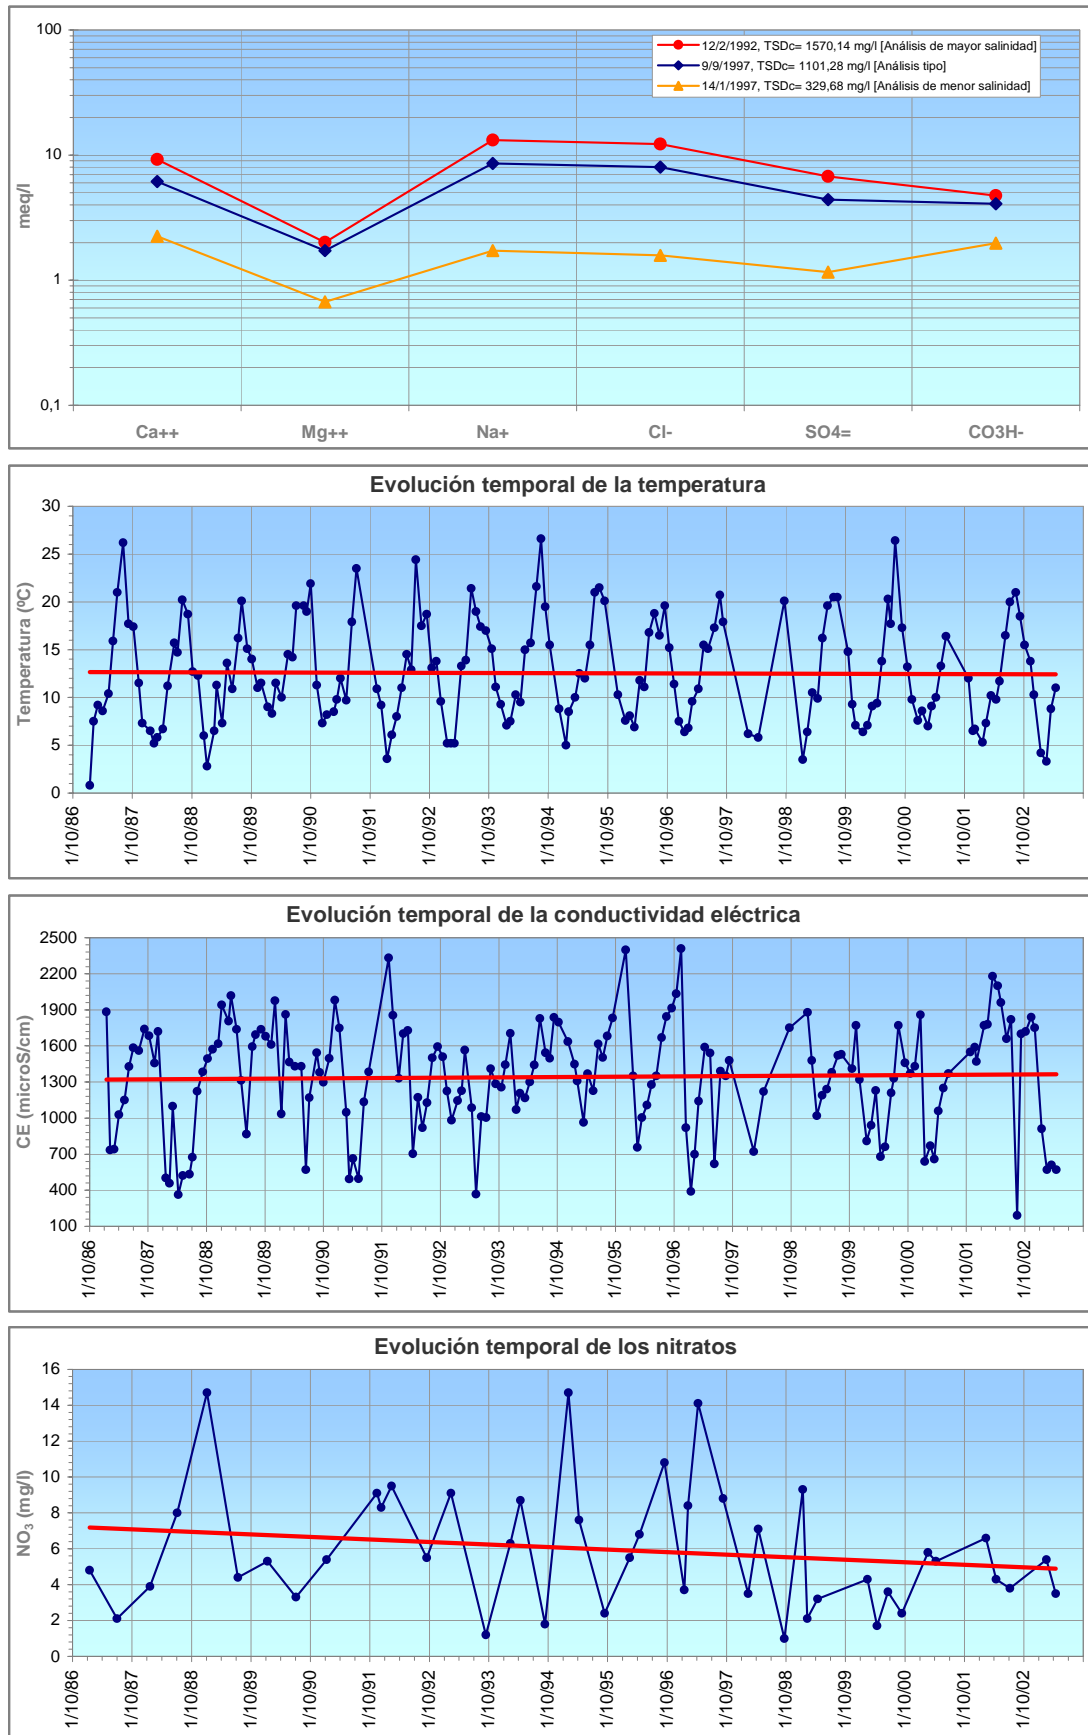 100
10
1
0,1
meq/l
12/2/1992, TSDc= 1570,14 mg/l [Análisis de mayor salinidad]
9/9/1997, TSDc= 1101,28 mg/l [Análisis tipo]
14/1/1997, TSDc= 329,68 mg/l [Análisis de menor salinidad]
Ca++ Mg++ Na+ Cl- SO4= CO3H-
Evolución temporal de la temperatura
30
25
20
15
10
5
0
Temperatura (ºC)
1/10/86 1/10/87 1/10/88 1/10/89 1/10/90 1/10/91 1/10/92 1/10/93 1/10/94 1/10/95 1/10/96 1/10/97 1/10/98 1/10/99 1/10/00 1/10/01 1/10/02
Evolución temporal de la conductividad eléctrica
2500
2200
1900
1600
1300
1000
700
400
100
CE (microS/cm)
1/10/86 1/10/87 1/10/88 1/10/89 1/10/90 1/10/91 1/10/92 1/10/93 1/10/94 1/10/95 1/10/96 1/10/97 1/10/98 1/10/99 1/10/00 1/10/01 1/10/02
Evolución temporal de los nitratos
16
14
12
10
8
6
4
2
0
NO₃ (mg/l)
1/10/86 1/10/87 1/10/88 1/10/89 1/10/90 1/10/91 1/10/92 1/10/93 1/10/94 1/10/95 1/10/96 1/10/97 1/10/98 1/10/99 1/10/00 1/10/01 1/10/02